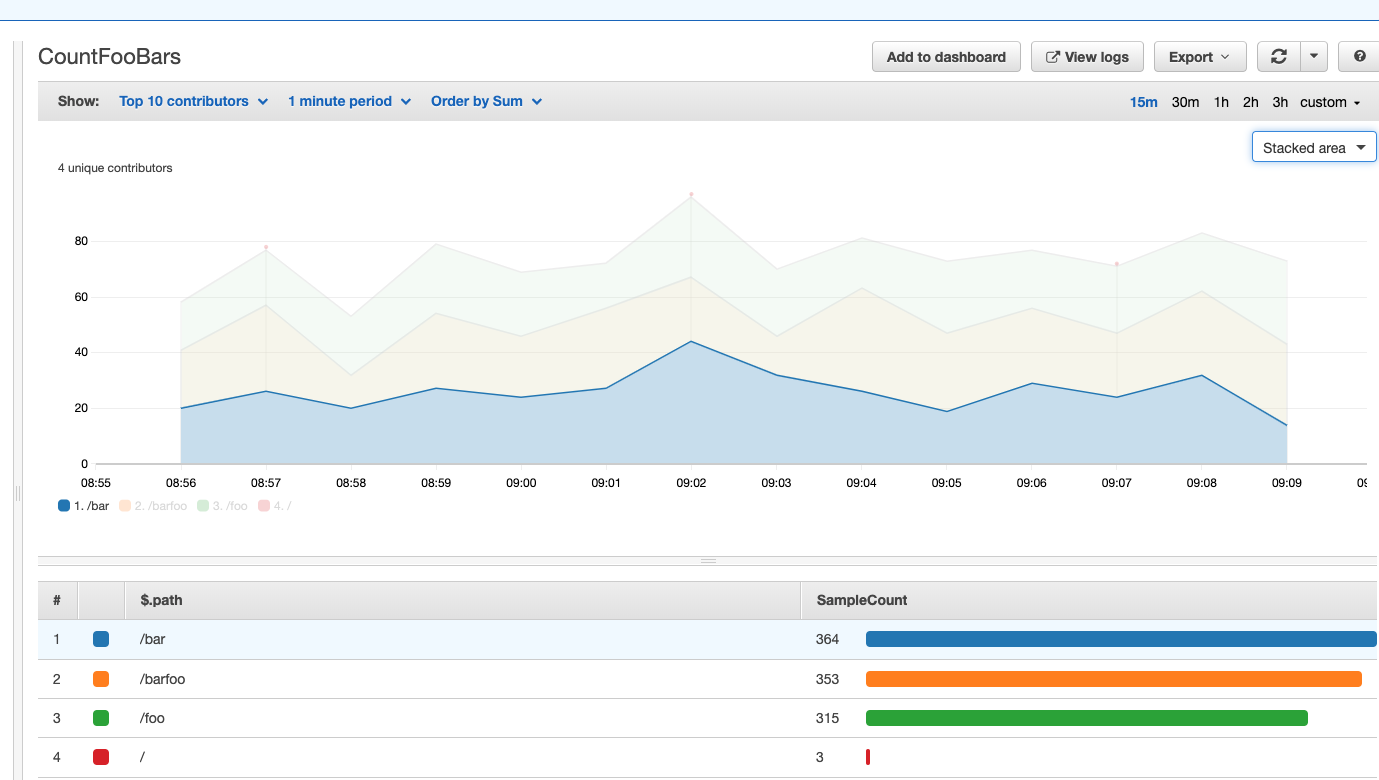 CountFooBars
Add to dashboard
View logs
Export
Show: Top 10 contributors 1 minute period Order by Sum
15m 30m 1h 2h 3h custom
Stacked area
4 unique contributors
80
60
40
20
0
08:55 08:56 08:57 08:58 08:59 09:00 09:01 09:02 09:03 09:04 09:05 09:06 09:07 09:08 09:09
1. /bar 2. /barfoo 3. /foo 4. /
# $.path SampleCount
1 /bar 364
2 /barfoo 353
3 /foo 315
4 / 3